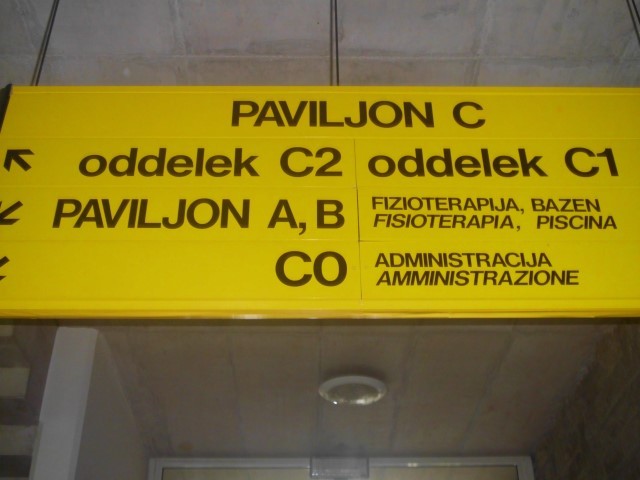 PAVILJON C
oddelek C2
oddelek C1
PAVILJON A, B
FIZIOTERAPIJA, BAZEN
FISIOTERAPIA, PISCINA
C0
ADMINISTRACIJA
AMMINISTRAZIONE